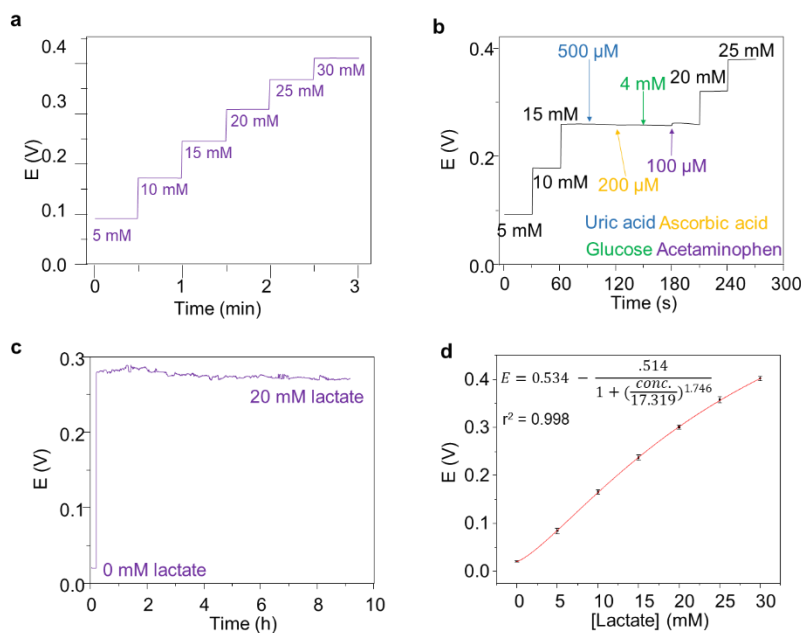 a
E (V)
0.4
0.3
0.2
0.1
0.0
5 mM
10 mM
15 mM
20 mM
25 mM
30 mM
0 1 2 3
Time (min)
b
E (V)
0.4
0.2
0.0
5 mM
10 mM
15 mM
500 µM
200 µM
4 mM
100 µM
20 mM
25 mM
Uric acid Ascorbic acid
Glucose Acetaminophen
0 60 120 180 240 300
Time (s)
c
E (V)
0.3
0.2
0.1
0.0
20 mM lactate
0 mM lactate
0 2 4 6 8 10
Time (h)
d
E (V)
0.4
0.3
0.2
0.1
0.0
E = 0.534 − .514 / 1 + (conc. / 17.319)^1.746
r² = 0.998
0 5 10 15 20 25 30
[Lactate] (mM)